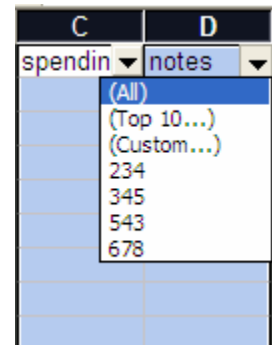 C D
spendin notes
(All)
(Top 10...)
(Custom...)
234
345
543
678